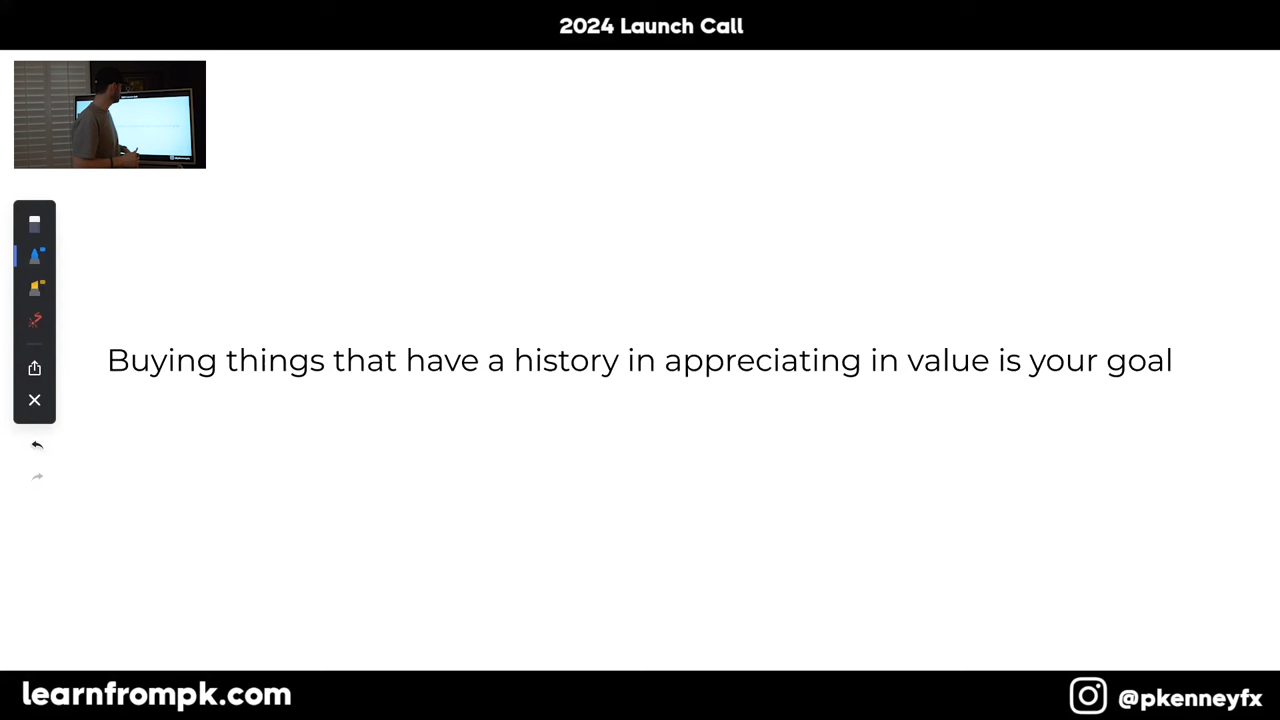 2024 Launch Call
Buying things that have a history in appreciating in value is your goal
learnfrompk.com
@pkenneyfx